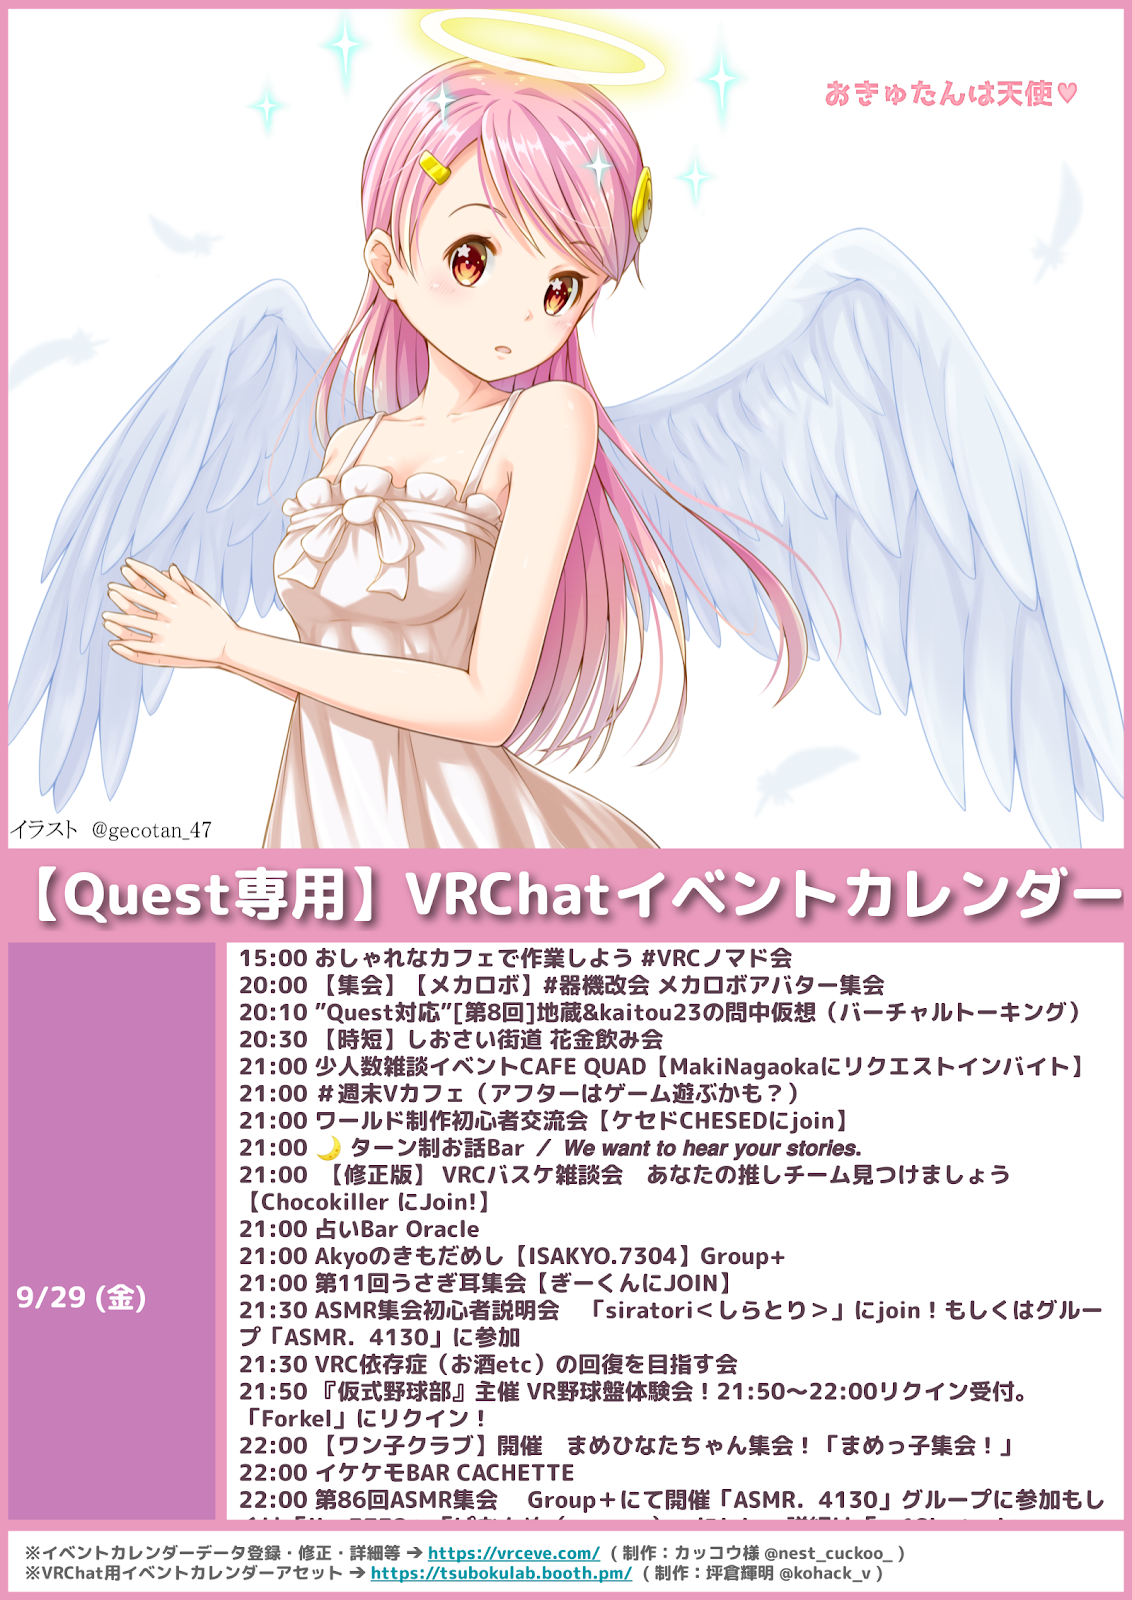 おきゅたんは天使♥
イラスト @gecotan_47
【Quest専用】VRChatイベントカレンダー
9/29 (金)
15:00 おしゃれなカフェで作業しよう #VRCノマド会
20:00 【集会】【メカロボ】#器機改会 メカロボアバター集会
20:10 ”Quest対応”[第8回]地蔵&kaitou23の問中仮想（バーチャルトーキング）
20:30 【時短】しおさい街道 花金飲み会
21:00 少人数雑談イベントCAFE QUAD【MakiNagaokaにリクエストインバイト】
21:00 ＃週末Vカフェ（アフターはゲーム遊ぶかも？）
21:00 ワールド制作初心者交流会【ケセドCHESEDにjoin】
21:00 🌙 ターン制お話Bar ／ We want to hear your stories.
21:00 【修正版】 VRCバスケ雑談会　あなたの推しチーム見つけましょう
【Chocokiller にJoin!】
21:00 占いBar Oracle
21:00 Akyoのきもだめし【ISAKYO.7304】Group+
21:00 第11回うさぎ耳集会【ぎーくんにJOIN】
21:30 ASMR集会初心者説明会　「siratori＜しらとり＞」にjoin！もしくはグルー
プ「ASMR．4130」に参加
21:30 VRC依存症（お酒etc）の回復を目指す会
21:50 『仮式野球部』主催 VR野球盤体験会！21:50～22:00リクイン受付。
「Forkel」にリクイン！
22:00 【ワン子クラブ】開催　まめひなたちゃん集会！「まめっ子集会！」
22:00 イケケモBAR CACHETTE
22:00 第86回ASMR集会　Group＋にて開催「ASMR．4130」グループに参加もし
※イベントカレンダーデータ登録・修正・詳細等 → https://vrceve.com/ （ 制作：カッコウ様 @nest_cuckoo_ ）
※VRChat用イベントカレンダーアセット → https://tsubokulab.booth.pm/ （ 制作：坪倉輝明 @kohack_v ）